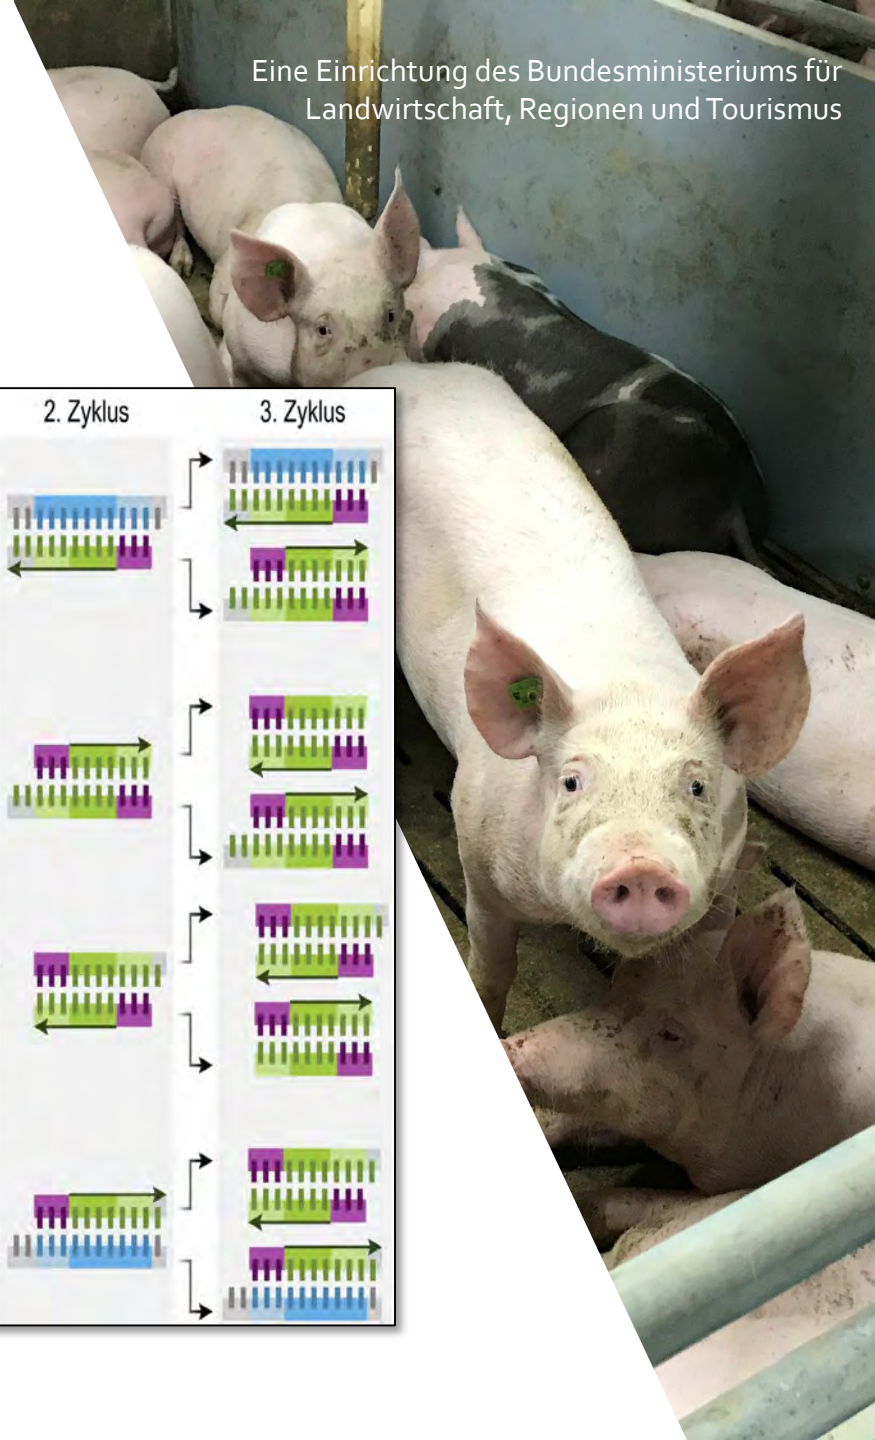 Eine Einrichtung des Bundesministeriums für
Landwirtschaft, Regionen und Tourismus
2. Zyklus
3. Zyklus